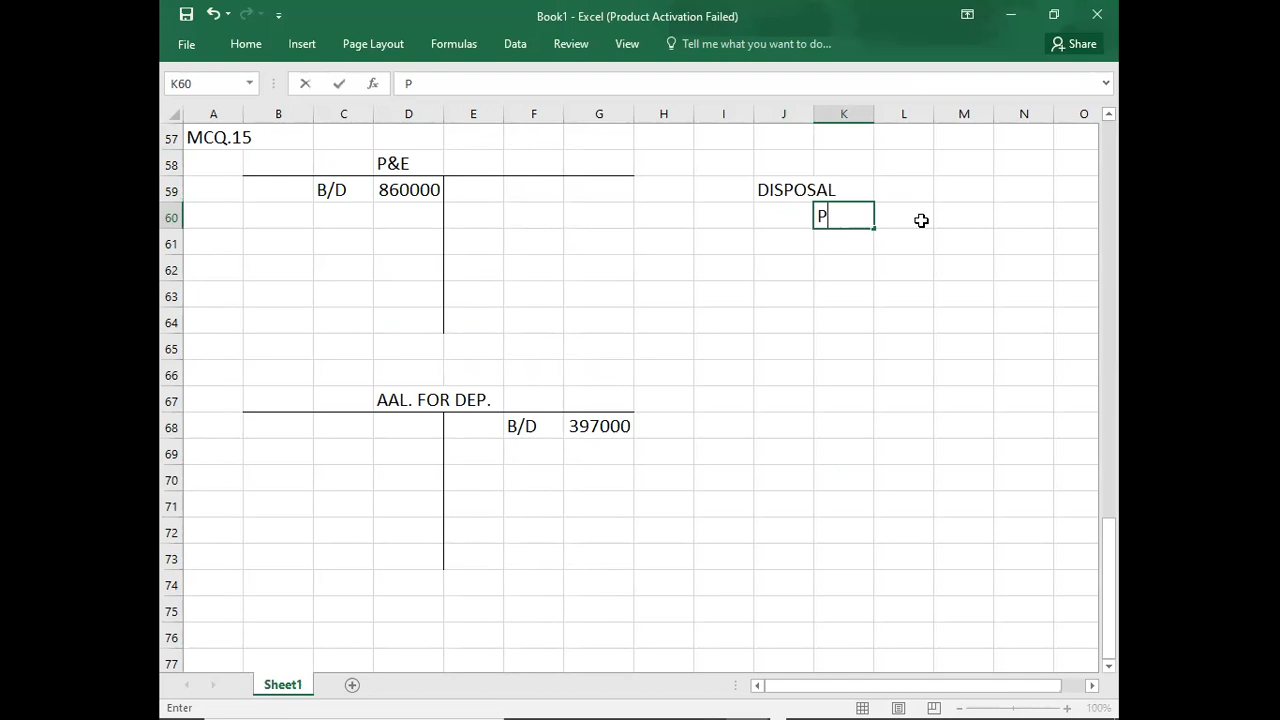 Book1 - Excel (Product Activation Failed)
File Home Insert Page Layout Formulas Data Review View Tell me what you want to do... Share
K60 fx P
A B C D E F G H I J K L M N O
57 MCQ.15
58 P&E
59 B/D 860000 DISPOSAL
60 P
61
62
63
64
65
66
67 AAL. FOR DEP.
68 B/D 397000
69
70
71
72
73
74
75
76
77
Sheet1
Enter 100%